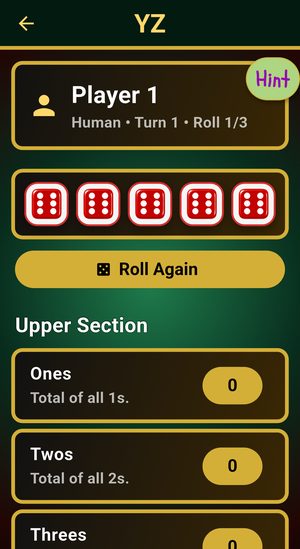 YZ
Hint
Player 1
Human • Turn 1 • Roll 1/3
Roll Again
Upper Section
Ones
Total of all 1s.
0
Twos
Total of all 2s.
0
Threes
0